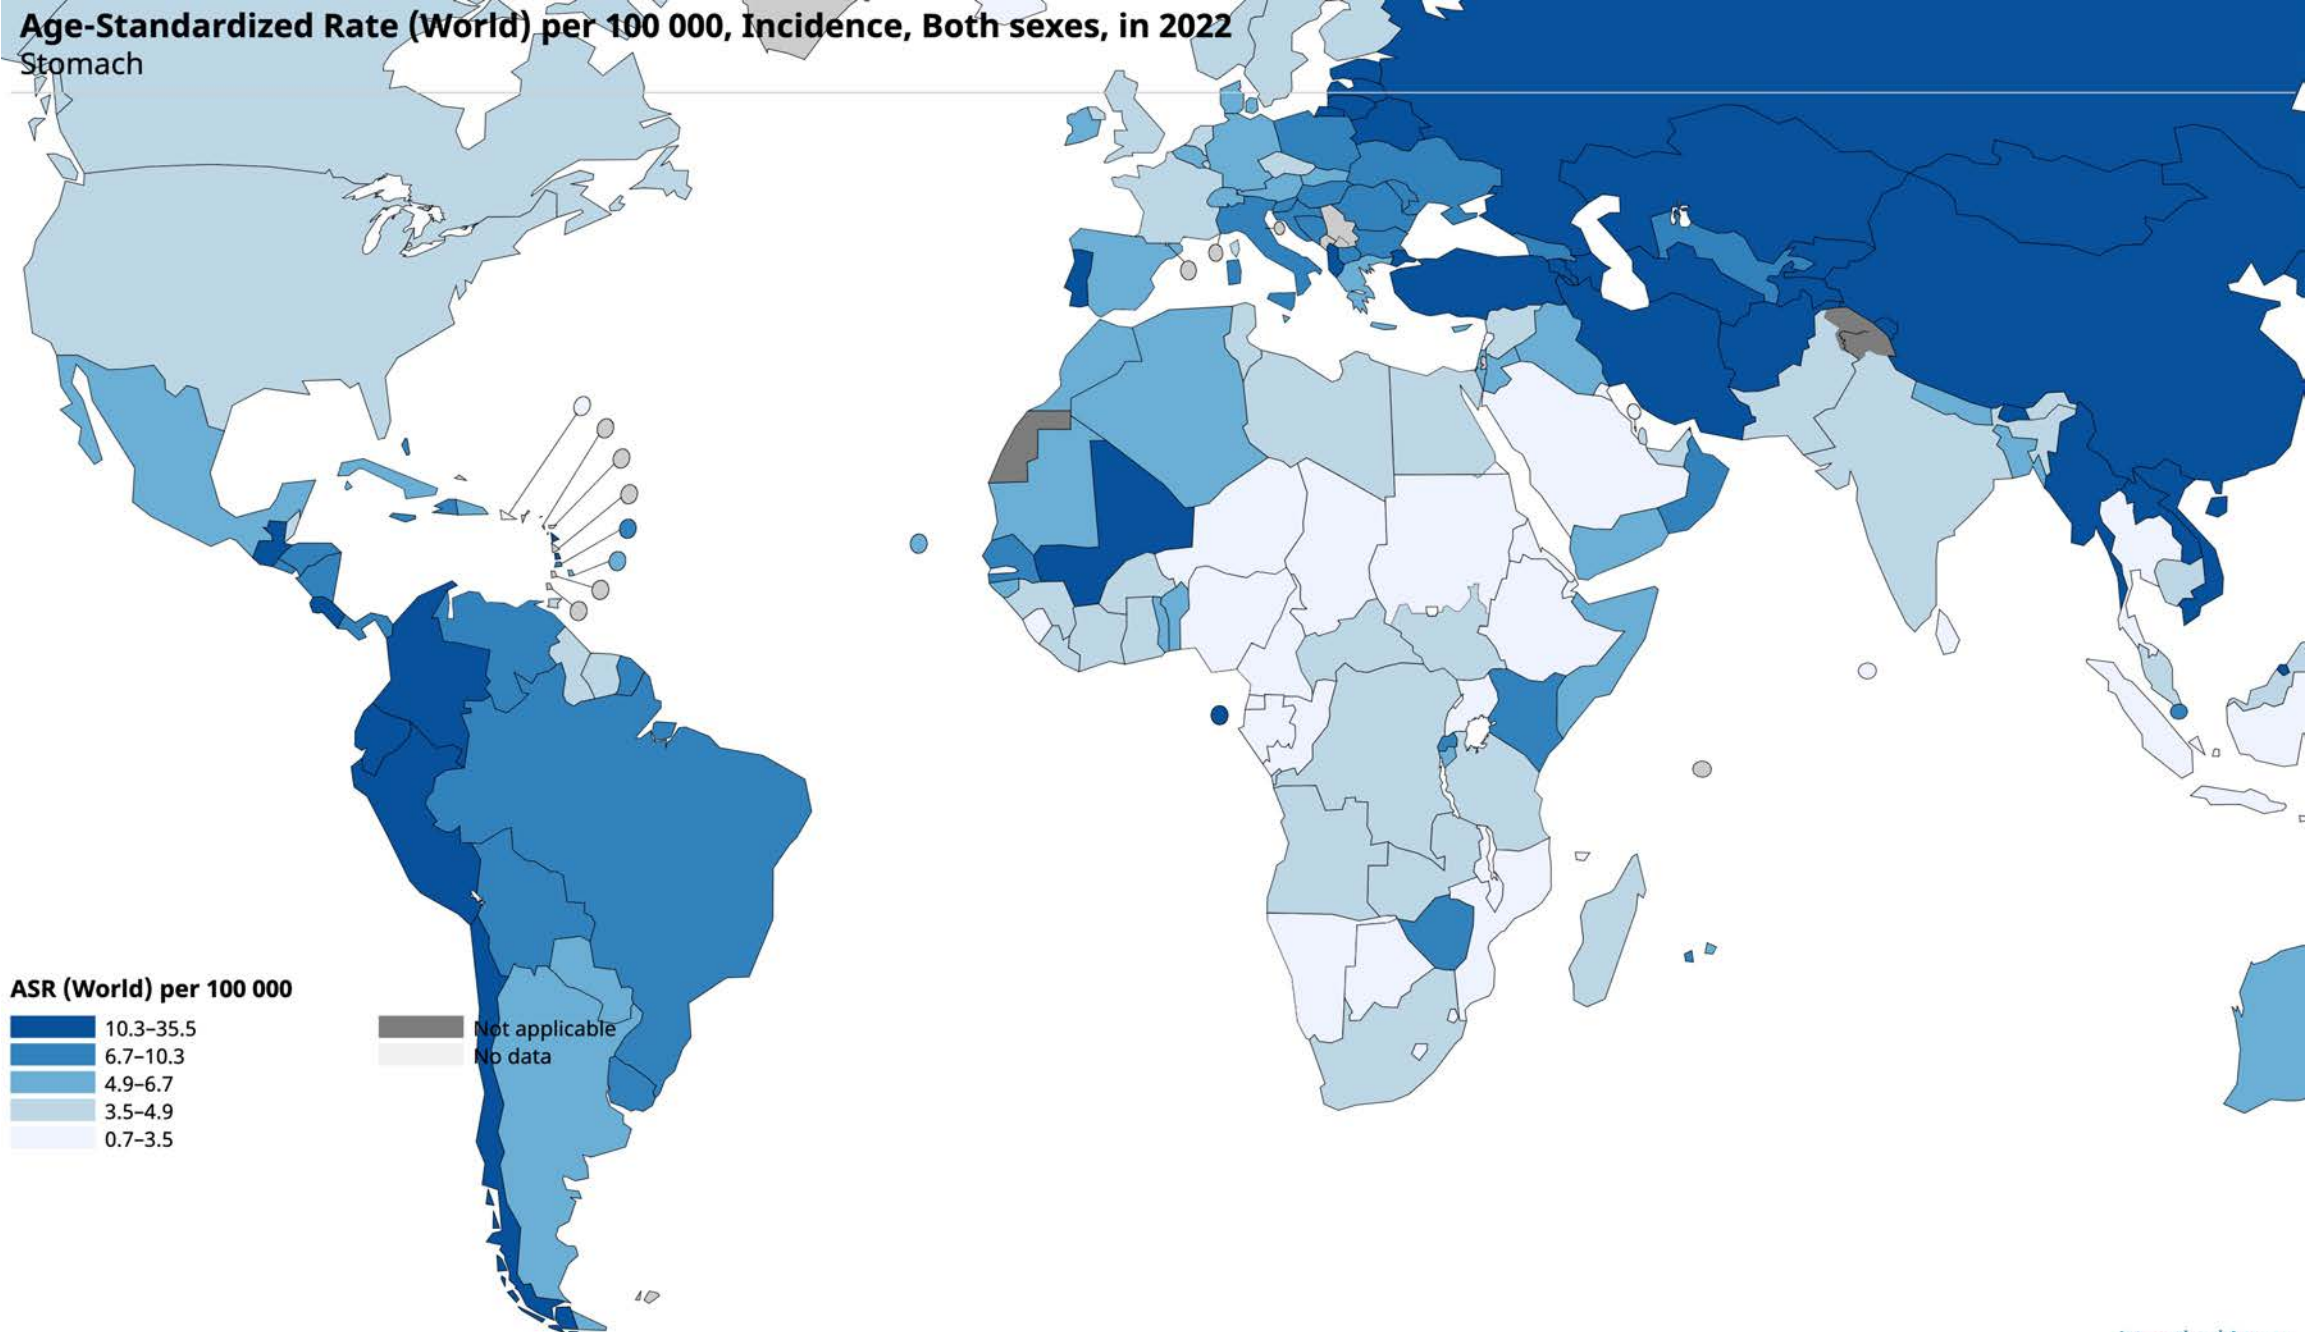 Age-Standardized Rate (World) per 100 000, Incidence, Both sexes, in 2022
Stomach
ASR (World) per 100 000
10.3–35.5
6.7–10.3
4.9–6.7
3.5–4.9
0.7–3.5
Not applicable
No data